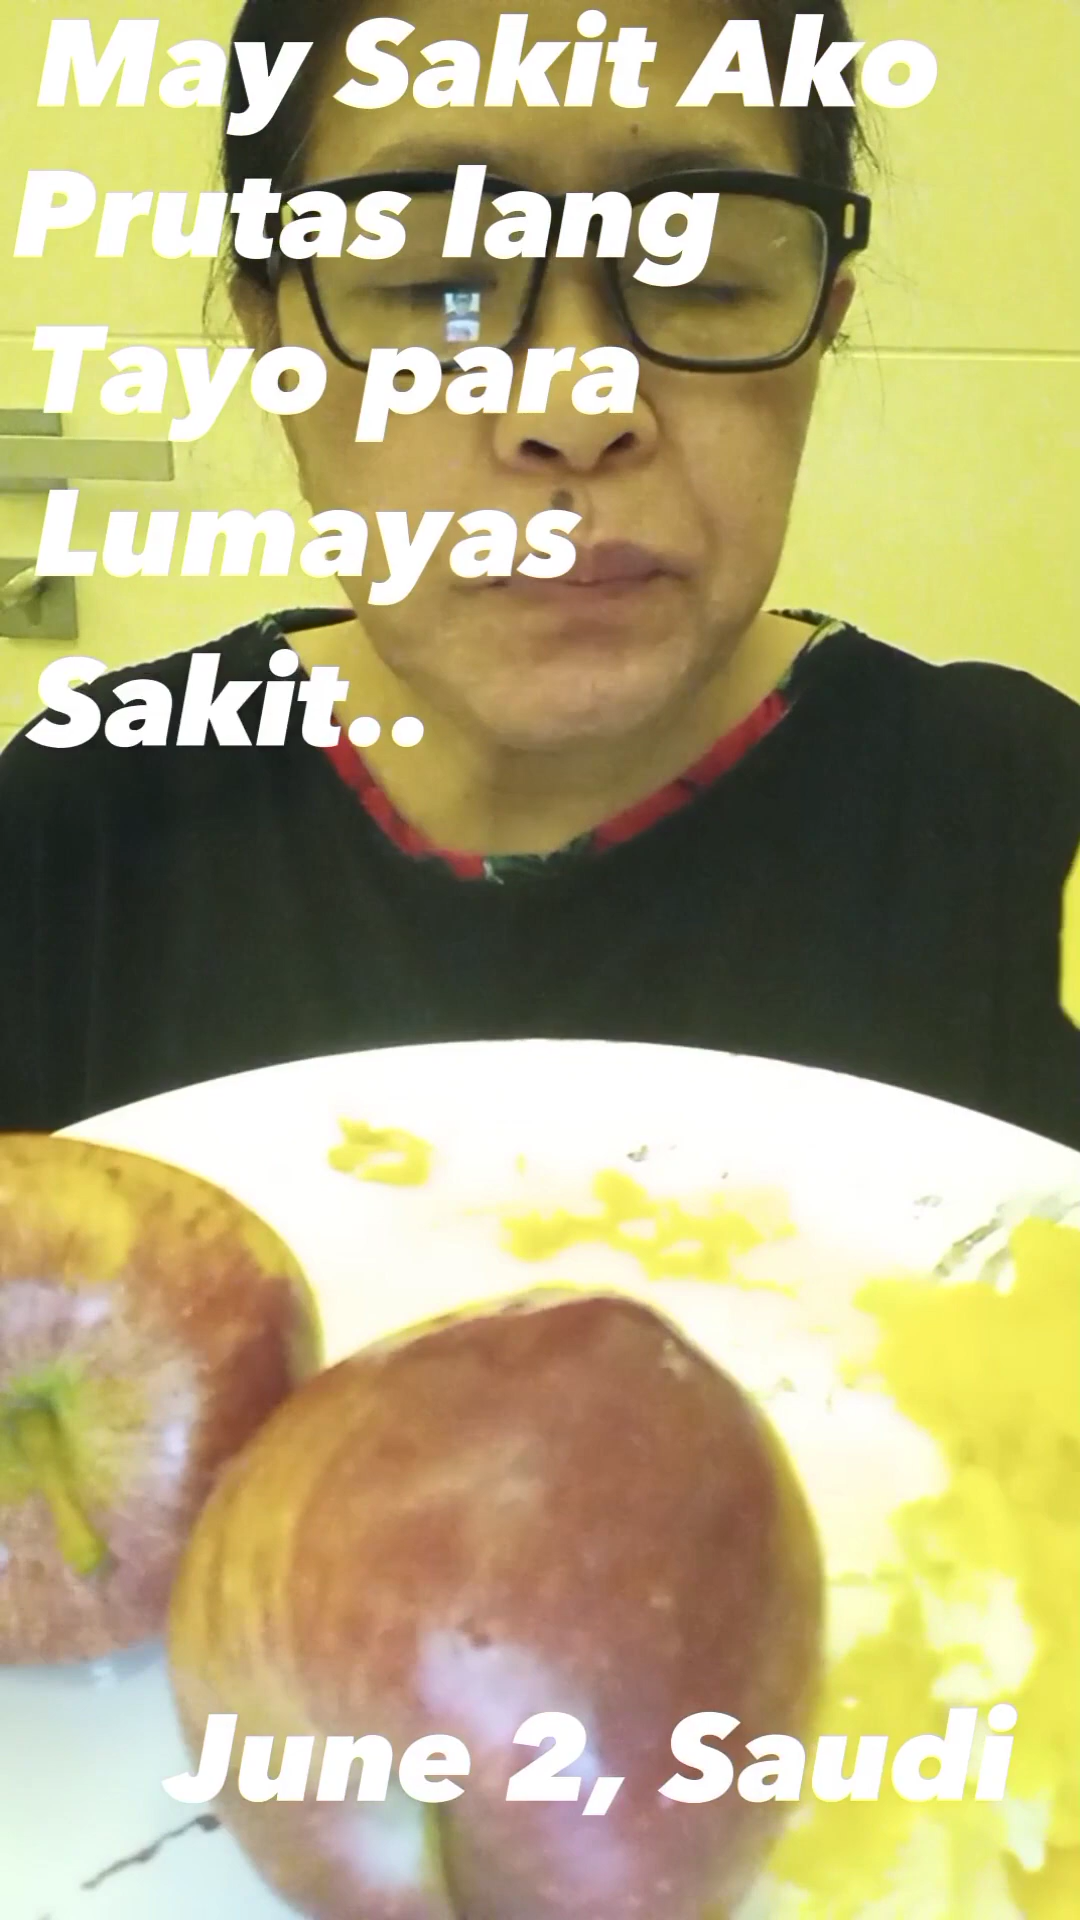 May Sakit Ako
Prutas lang
Tayo para
Lumayas
Sakit..
June 2, Saudi